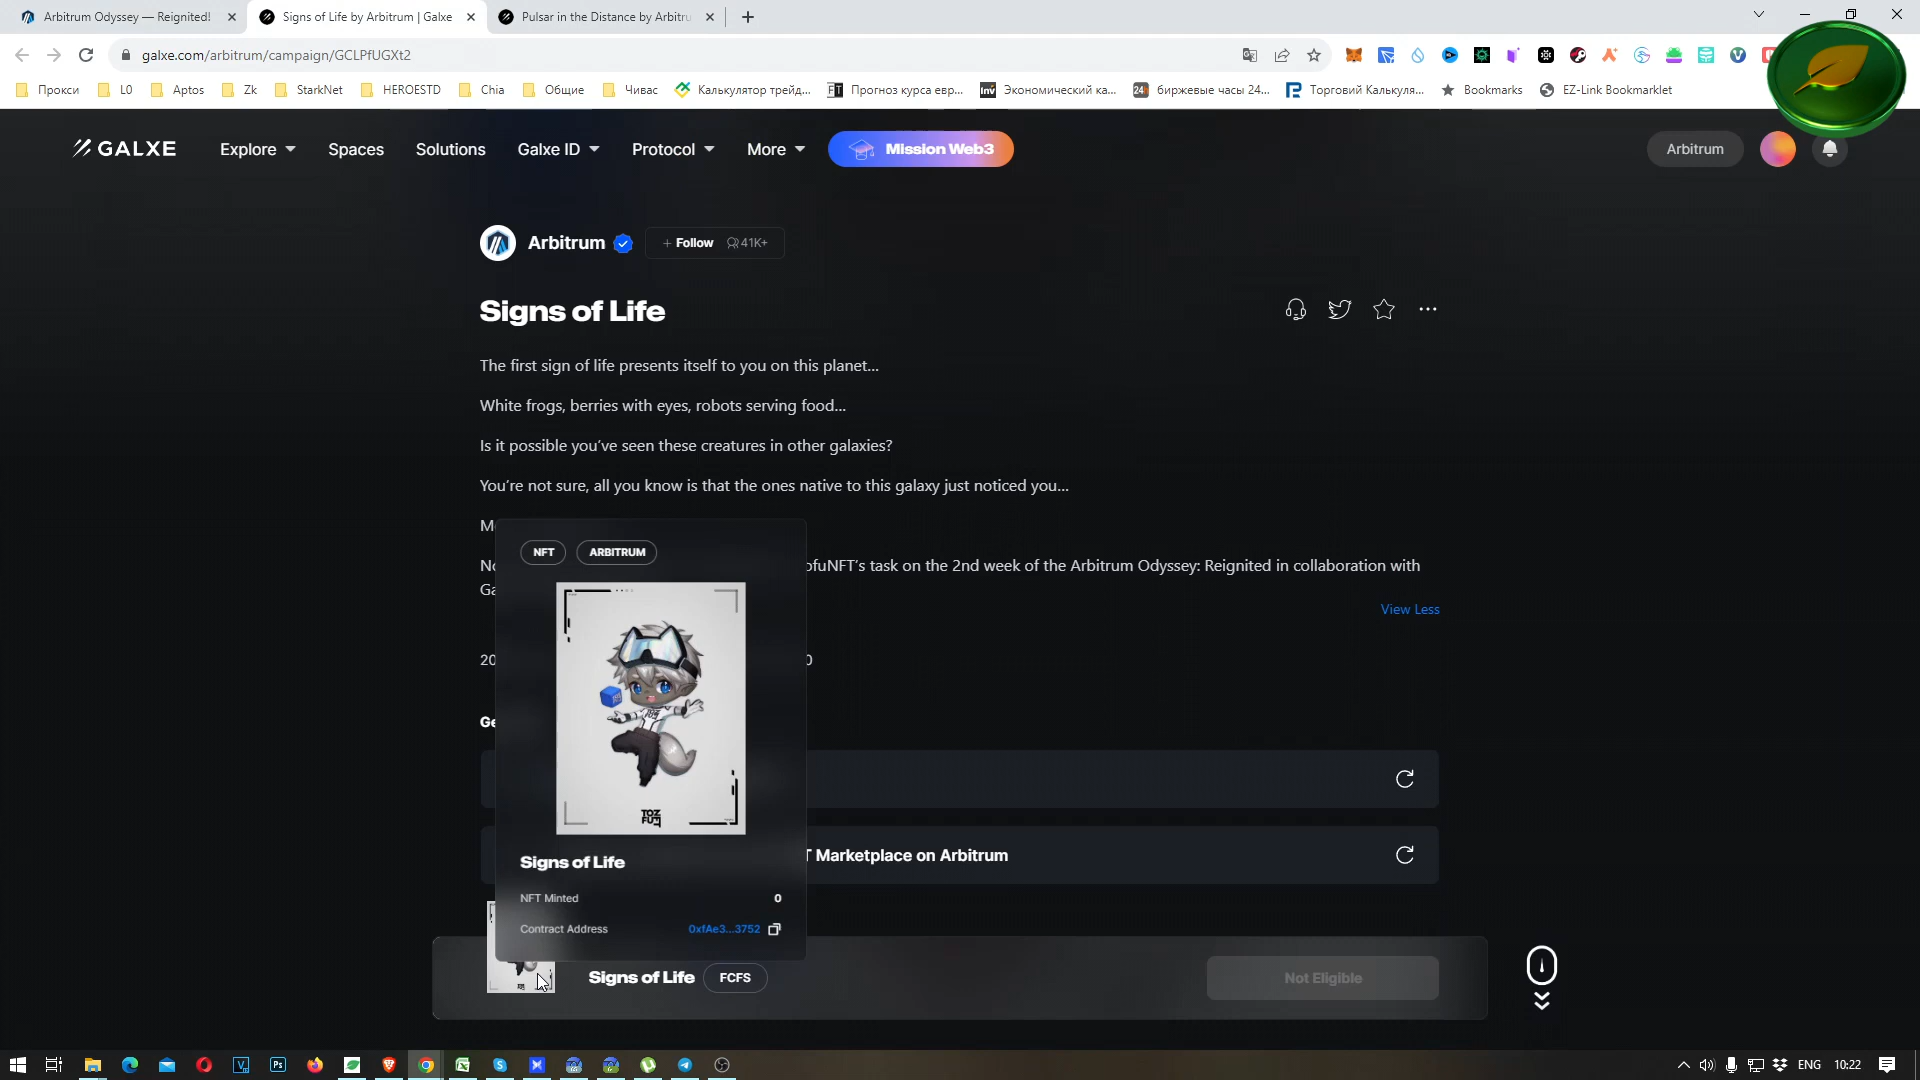 Arbitrum Odyssey — Reignited!
Signs of Life by Arbitrum | Galxe
Pulsar in the Distance by Arbitru
galxe.com/arbitrum/campaign/GCLPfUGXt2
Прокси
L0
Aptos
Zk
StarkNet
HEROESTD
Chia
Общие
Чивас
Калькулятор трейд...
Прогноз курса евр...
Экономический ка...
биржевые часы 24...
Торговий Калькуля...
Bookmarks
EZ-Link Bookmarklet
GALXE
Explore
Spaces
Solutions
Galxe ID
Protocol
More
Mission Web3
Arbitrum
Arbitrum
+ Follow
41K+
Signs of Life
The first sign of life presents itself to you on this planet...
White frogs, berries with eyes, robots serving food...
Is it possible you've seen these creatures in other galaxies?
You're not sure, all you know is that the ones native to this galaxy just noticed you...
NFT
ARBITRUM
ofuNFT's task on the 2nd week of the Arbitrum Odyssey: Reignited in collaboration with
View Less
20
0
Ge
TOZ
FU
Marketplace on Arbitrum
Signs of Life
NFT Minted
0
Contract Address
0xfAe3...3752
Signs of Life
FCFS
Not Eligible
ENG
10:22